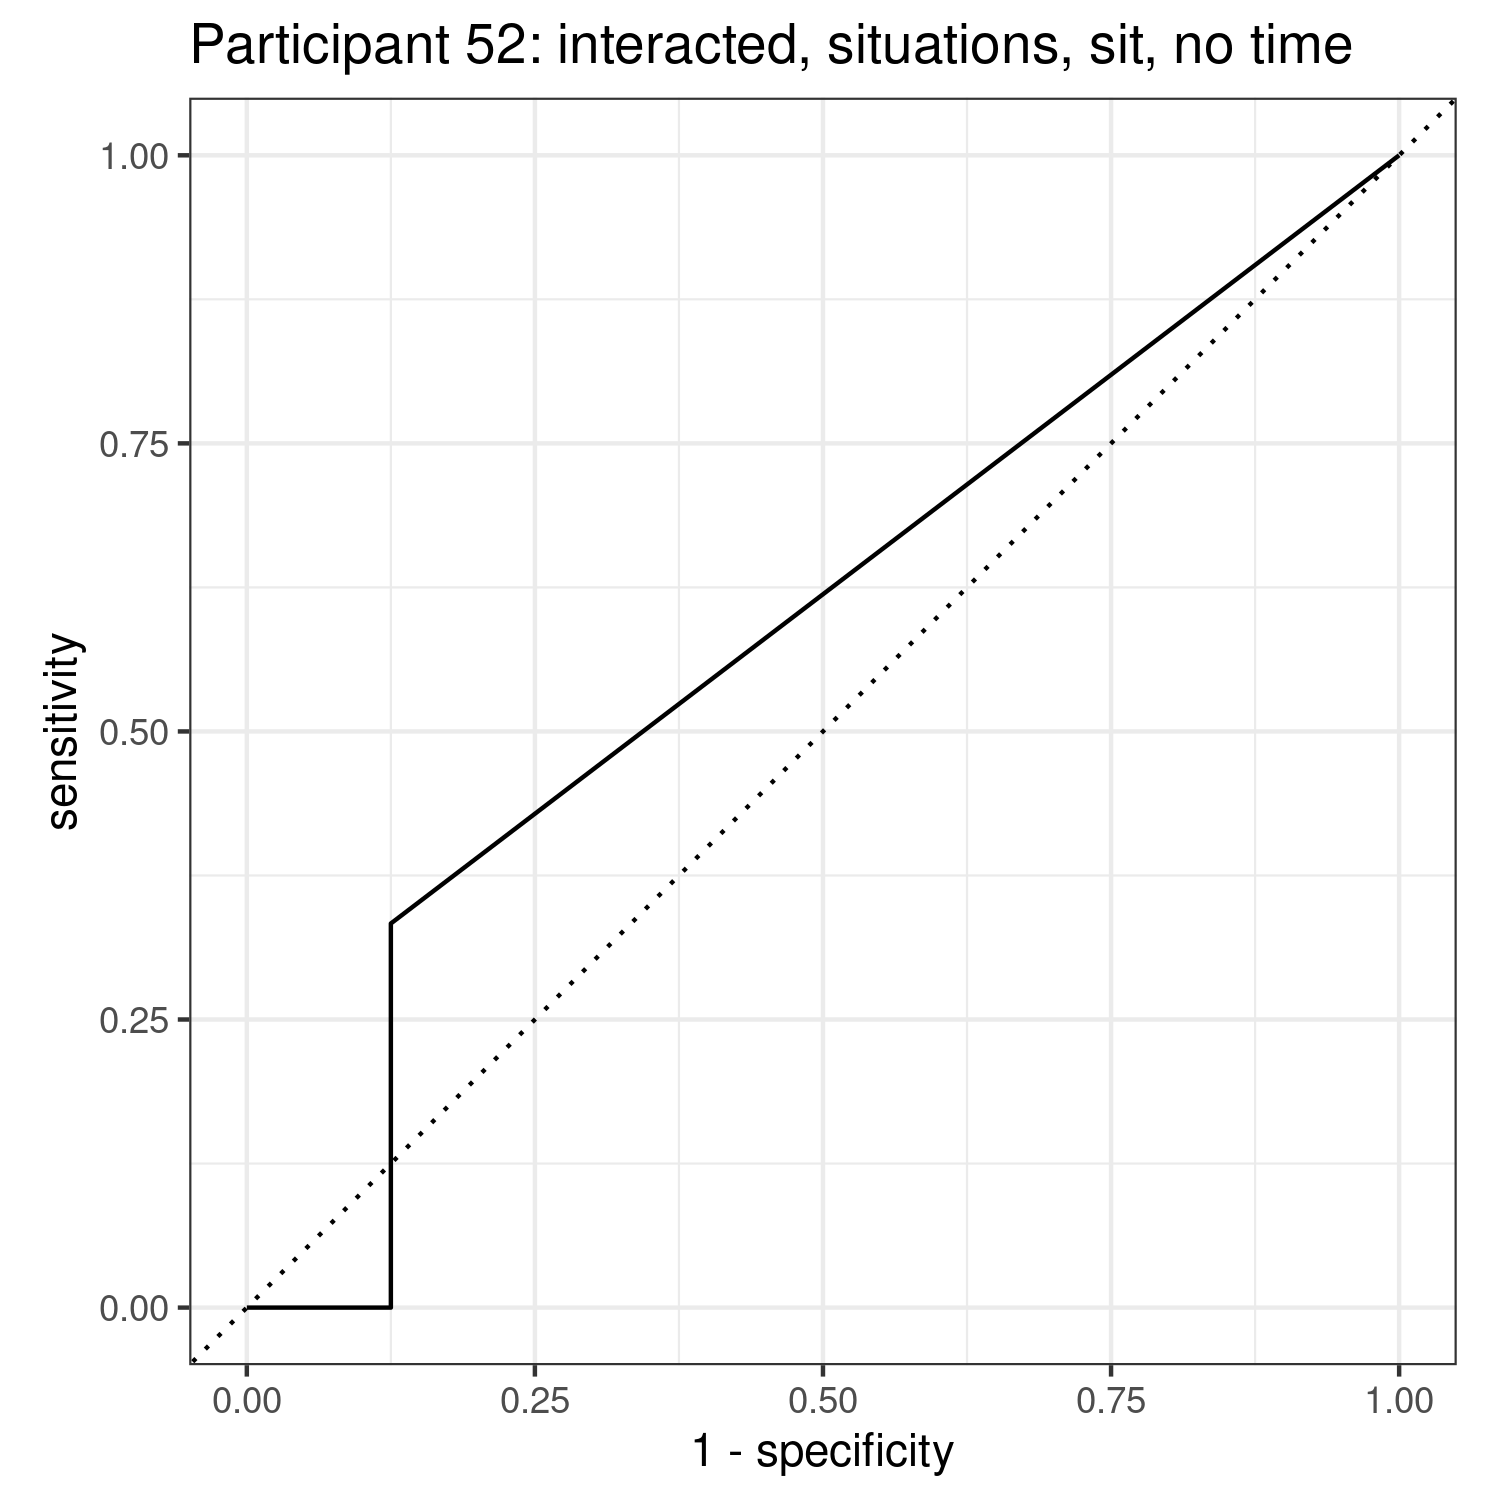 Participant 52: interacted, situations, sit, no time
1.00
0.75
0.50
0.25
0.00
sensitivity
0.00 0.25 0.50 0.75 1.00
1 - specificity